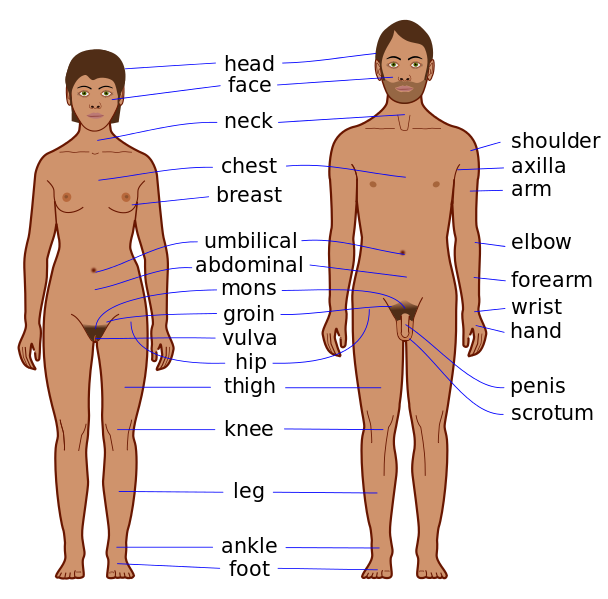 head
face
neck
chest
breast
umbilical
abdominal
mons
groin
vulva
hip
thigh
knee
leg
ankle
foot
shoulder
axilla
arm
elbow
forearm
wrist
hand
penis
scrotum